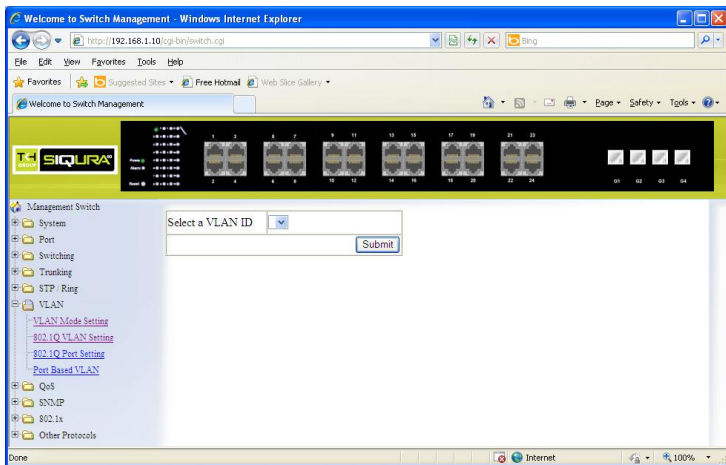 Welcome to Switch Management - Windows Internet Explorer
http://192.168.1.10/cgi-bin/switch.cgi
Bing
File Edit View Favorites Tools Help
Favorites Suggested Sites Free Hotmail Web Slice Gallery
Welcome to Switch Management
Page Safety Tools
TKH GROUP SIQURA
1 3 5 7 9 11 13 15 17 19 21 23
Power
Alarm
Reset
2 4 6 8 10 12 14 16 18 20 22 24
G1 G2 G3 G4
Management Switch
System
Port
Switching
Trunking
STP / Ring
VLAN
VLAN Mode Setting
802.1Q VLAN Setting
802.1Q Port Setting
Port Based VLAN
QoS
SNMP
802.1x
Other Protocols
Select a VLAN ID
Submit
Done
Internet
100%